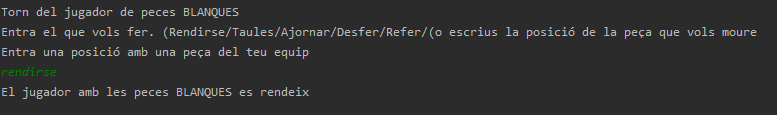 Torn del jugador de peces BLANQUES
Entra el que vols fer. (Rendirse/Taules/Ajornar/Desfer/Refer/(o escrius la posició de la peça que vols moure
Entra una posició amb una peça del teu equip
rendirse
El jugador amb les peces BLANQUES es rendeix